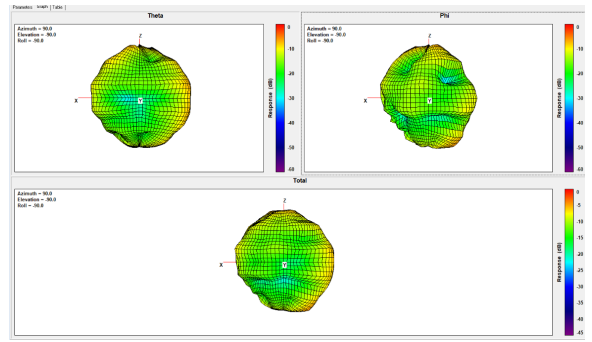 Parameters Graph Table
Theta
Azimuth = 90.0
Elevation = -90.0
Roll = -90.0
Z
X
Y
0
-10
-20
-30
-40
-50
-60
Response (dB)
Phi
Azimuth = 90.0
Elevation = -90.0
Roll = -90.0
Z
X
Y
0
-10
-20
-30
-40
-50
-60
Response (dB)
Total
Azimuth = 90.0
Elevation = -90.0
Roll = -90.0
Z
X
Y
0
-5
-10
-15
-20
-25
-30
-35
-40
-45
Response (dB)